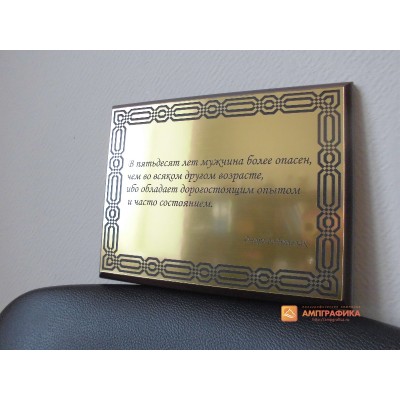 В пятьдесят лет мужчина более опасен,
чем во всяком другом возрасте,
ибо обладает дорогостоящим опытом
и часто состоянием.
АМПГРАФИКА